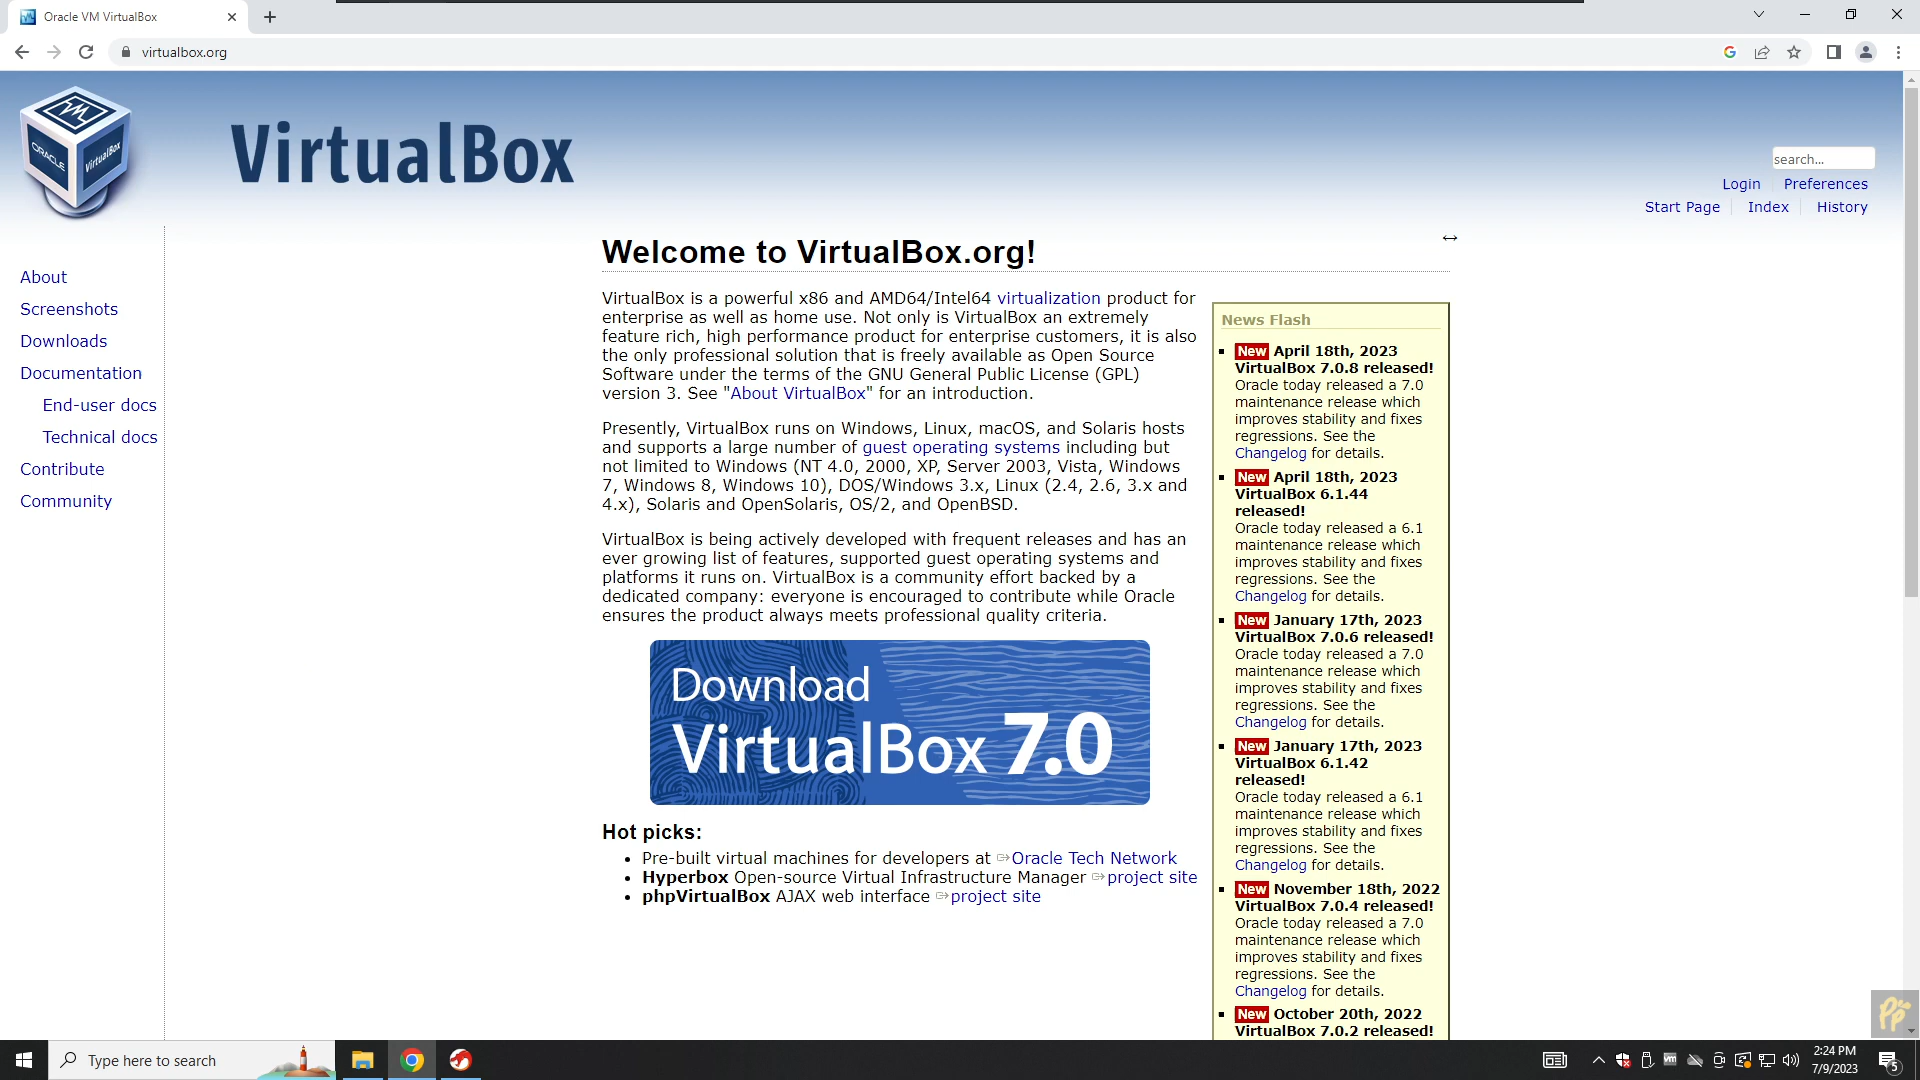 Oracle VM VirtualBox
virtualbox.org
ORACLE
VirtualBox
VirtualBox
search...
Login
Preferences
Start Page
Index
History
About
Screenshots
Downloads
Documentation
End-user docs
Technical docs
Contribute
Community
Welcome to VirtualBox.org!
VirtualBox is a powerful x86 and AMD64/Intel64 virtualization product for
enterprise as well as home use. Not only is VirtualBox an extremely
feature rich, high performance product for enterprise customers, it is also
the only professional solution that is freely available as Open Source
Software under the terms of the GNU General Public License (GPL)
version 3. See "About VirtualBox" for an introduction.
Presently, VirtualBox runs on Windows, Linux, macOS, and Solaris hosts
and supports a large number of guest operating systems including but
not limited to Windows (NT 4.0, 2000, XP, Server 2003, Vista, Windows
7, Windows 8, Windows 10), DOS/Windows 3.x, Linux (2.4, 2.6, 3.x and
4.x), Solaris and OpenSolaris, OS/2, and OpenBSD.
VirtualBox is being actively developed with frequent releases and has an
ever growing list of features, supported guest operating systems and
platforms it runs on. VirtualBox is a community effort backed by a
dedicated company: everyone is encouraged to contribute while Oracle
ensures the product always meets professional quality criteria.
Download
VirtualBox 7.0
Hot picks:
Pre-built virtual machines for developers at Oracle Tech Network
Hyperbox Open-source Virtual Infrastructure Manager project site
phpVirtualBox AJAX web interface project site
News Flash
New April 18th, 2023
VirtualBox 7.0.8 released!
Oracle today released a 7.0
maintenance release which
improves stability and fixes
regressions. See the
Changelog for details.
New April 18th, 2023
VirtualBox 6.1.44
released!
Oracle today released a 6.1
maintenance release which
improves stability and fixes
regressions. See the
Changelog for details.
New January 17th, 2023
VirtualBox 7.0.6 released!
Oracle today released a 7.0
maintenance release which
improves stability and fixes
regressions. See the
Changelog for details.
New January 17th, 2023
VirtualBox 6.1.42
released!
Oracle today released a 6.1
maintenance release which
improves stability and fixes
regressions. See the
Changelog for details.
New November 18th, 2022
VirtualBox 7.0.4 released!
Oracle today released a 7.0
maintenance release which
improves stability and fixes
regressions. See the
Changelog for details.
New October 20th, 2022
VirtualBox 7.0.2 released!
Type here to search
2:24 PM
7/9/2023
5